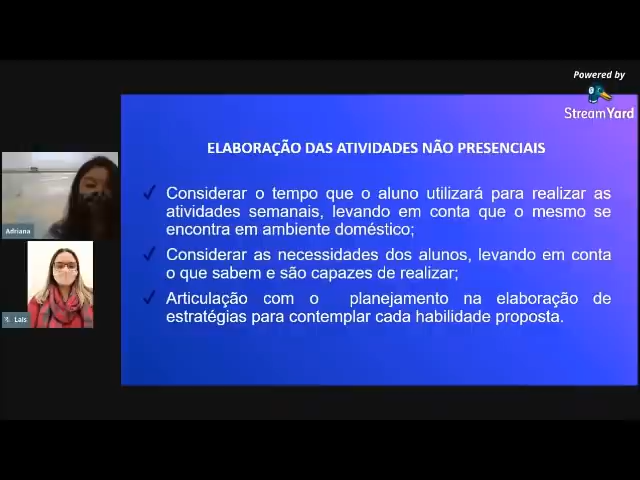 Powered by
StreamYard
ELABORAÇÃO DAS ATIVIDADES NÃO PRESENCIAIS
✓ Considerar o tempo que o aluno utilizará para realizar as
atividades semanais, levando em conta que o mesmo se
encontra em ambiente doméstico;
✓ Considerar as necessidades dos alunos, levando em conta
o que sabem e são capazes de realizar;
✓ Articulação com o planejamento na elaboração de
estratégias para contemplar cada habilidade proposta.
Adriana
Lais